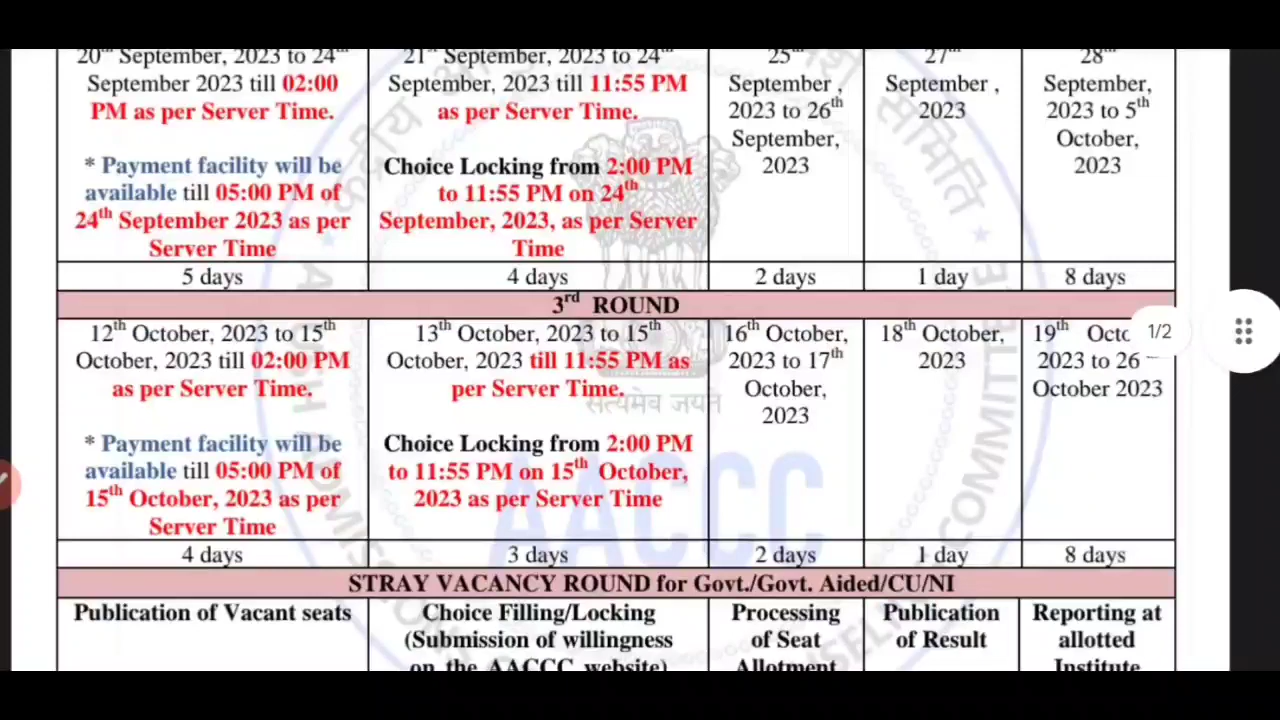 20th September, 2023 to 24th
September 2023 till 02:00
PM as per Server Time.
* Payment facility will be
available till 05:00 PM of
24th September 2023 as per
Server Time
21st September, 2023 to 24th
September, 2023 till 11:55 PM
as per Server Time.
Choice Locking from 2:00 PM
to 11:55 PM on 24th
September, 2023, as per Server
Time
25th
September ,
2023 to 26th
September,
2023
27th
September ,
2023
28th
September,
2023 to 5th
October,
2023
5 days
4 days
2 days
1 day
8 days
3rd ROUND
12th October, 2023 to 15th
October, 2023 till 02:00 PM
as per Server Time.
* Payment facility will be
available till 05:00 PM of
15th October, 2023 as per
Server Time
13th October, 2023 to 15th
October, 2023 till 11:55 PM as
per Server Time.
Choice Locking from 2:00 PM
to 11:55 PM on 15th October,
2023 as per Server Time
16th October,
2023 to 17th
October,
2023
18th October,
2023
19th Octo
2023 to 26
October 2023
1/2
4 days
3 days
2 days
1 day
8 days
STRAY VACANCY ROUND for Govt./Govt. Aided/CU/NI
Publication of Vacant seats
Choice Filling/Locking
(Submission of willingness
on the AACCC website)
Processing
of Seat
Allotment
Publication
of Result
Reporting at
allotted
Institute
सत्यमेव जयते
AACCC
समिति
COMMITTEE